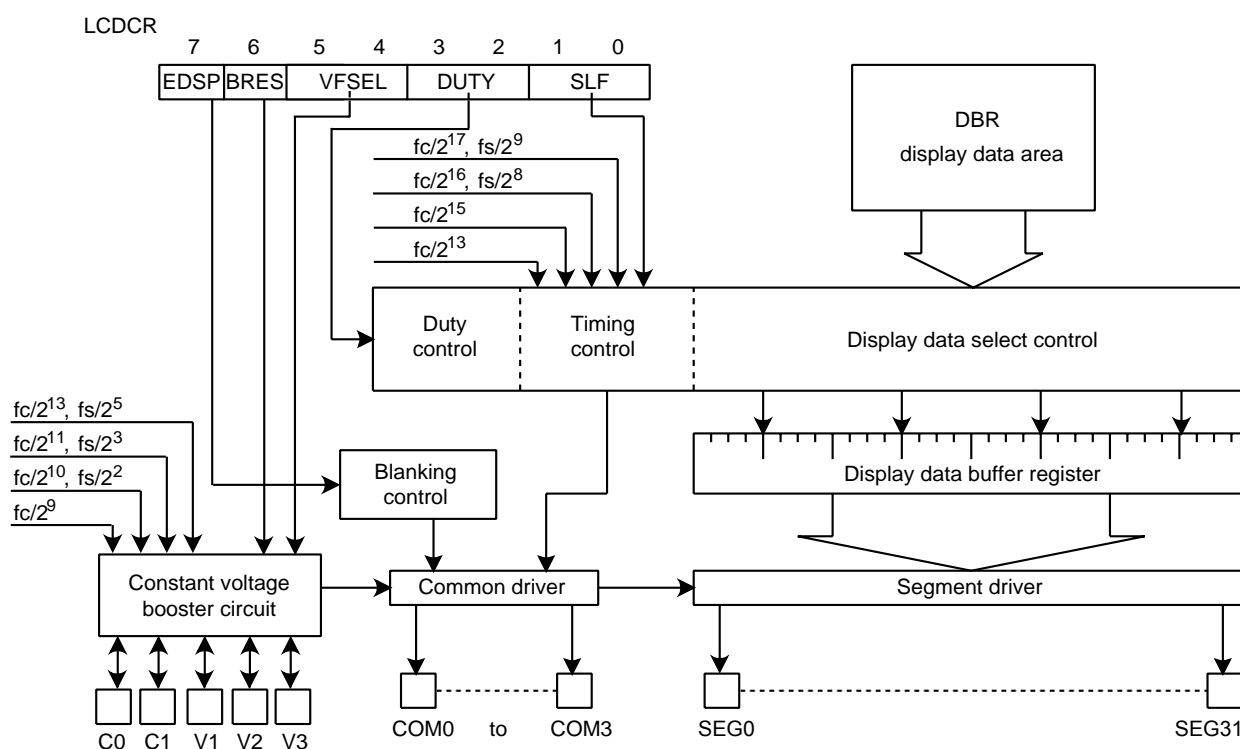 LCDCR
7 6 5 4 3 2 1 0
EDSP BRES VFSEL DUTY SLF
DBR
display data area
fc/2^17, fs/2^9
fc/2^16, fs/2^8
fc/2^15
fc/2^13
Duty
control
Timing
control
Display data select control
fc/2^13, fs/2^5
fc/2^11, fs/2^3
fc/2^10, fs/2^2
fc/2^9
Blanking
control
Display data buffer register
Constant voltage
booster circuit
Common driver
Segment driver
C0 C1 V1 V2 V3
COM0 to COM3
SEG0 SEG31